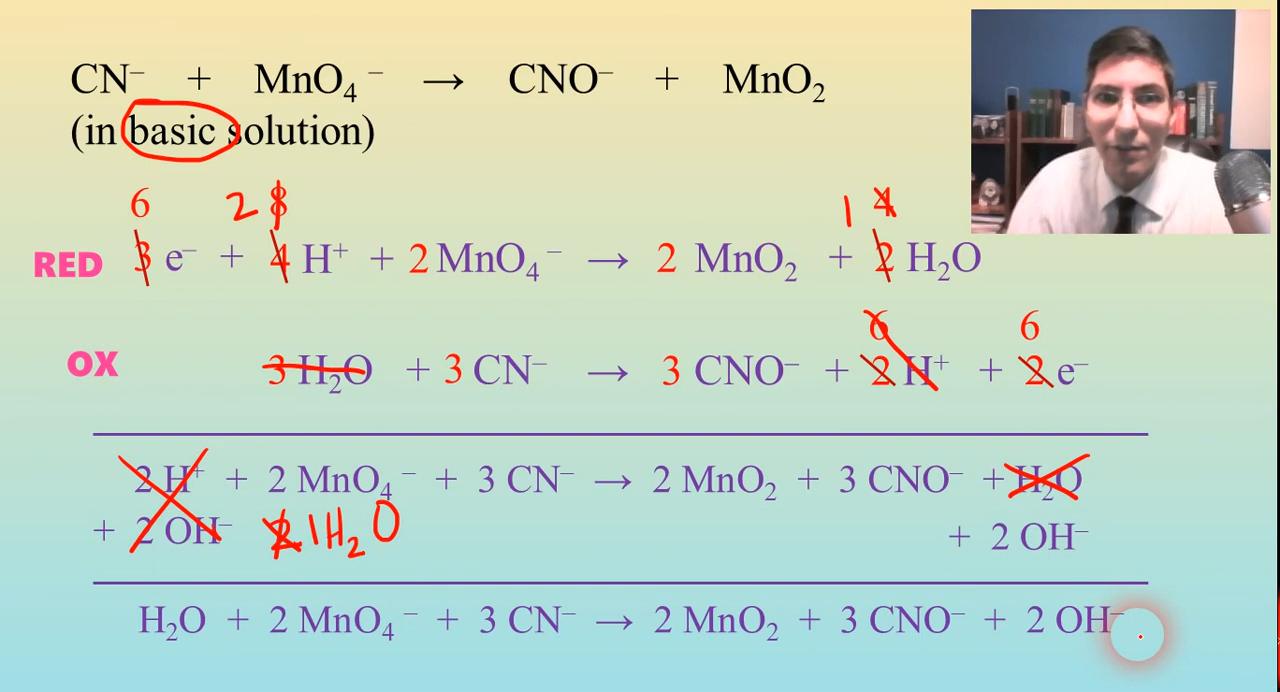 CN⁻ + MnO₄⁻ → CNO⁻ + MnO₂
(in basic solution)
6 2 8 1 4
RED 3 e⁻ + 4 H⁺ + 2 MnO₄⁻ → 2 MnO₂ + 2 H₂O
6 6
OX 3 H₂O + 3 CN⁻ → 3 CNO⁻ + 2 H⁺ + 2 e⁻
2 H⁺ + 2 MnO₄⁻ + 3 CN⁻ → 2 MnO₂ + 3 CNO⁻ + H₂O
+ 2 OH⁻ 2 1 H₂O + 2 OH⁻
H₂O + 2 MnO₄⁻ + 3 CN⁻ → 2 MnO₂ + 3 CNO⁻ + 2 OH⁻